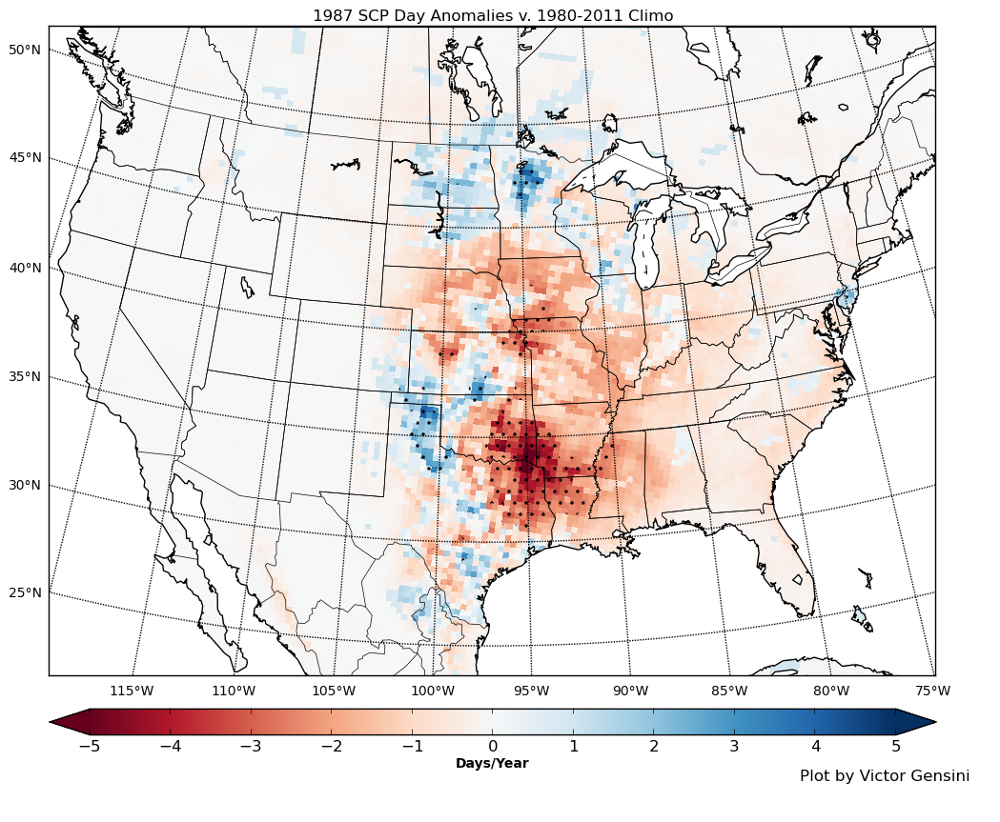 1987 SCP Day Anomalies v. 1980-2011 Climo
50°N
45°N
40°N
35°N
30°N
25°N
115°W 110°W 105°W 100°W 95°W 90°W 85°W 80°W 75°W
−5 −4 −3 −2 −1 0 1 2 3 4 5
Days/Year
Plot by Victor Gensini